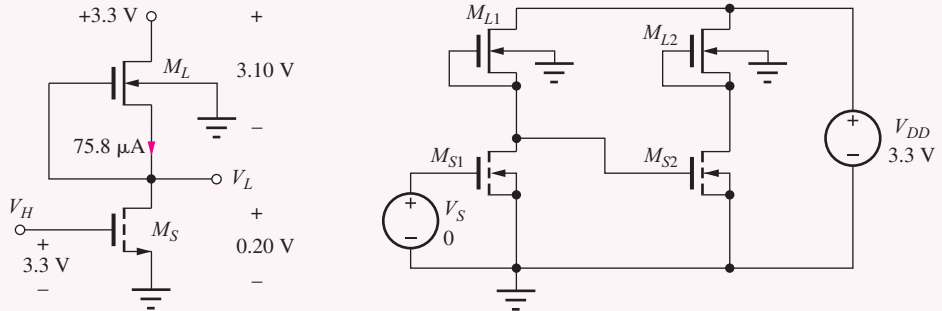 +3.3 V
+
M_L
3.10 V
–
75.8 μA
V_L
V_H
+
3.3 V
–
M_S
+
0.20 V
–
M_L1
M_L2
M_S1
M_S2
+
V_S
–
0
+
V_DD
–
3.3 V